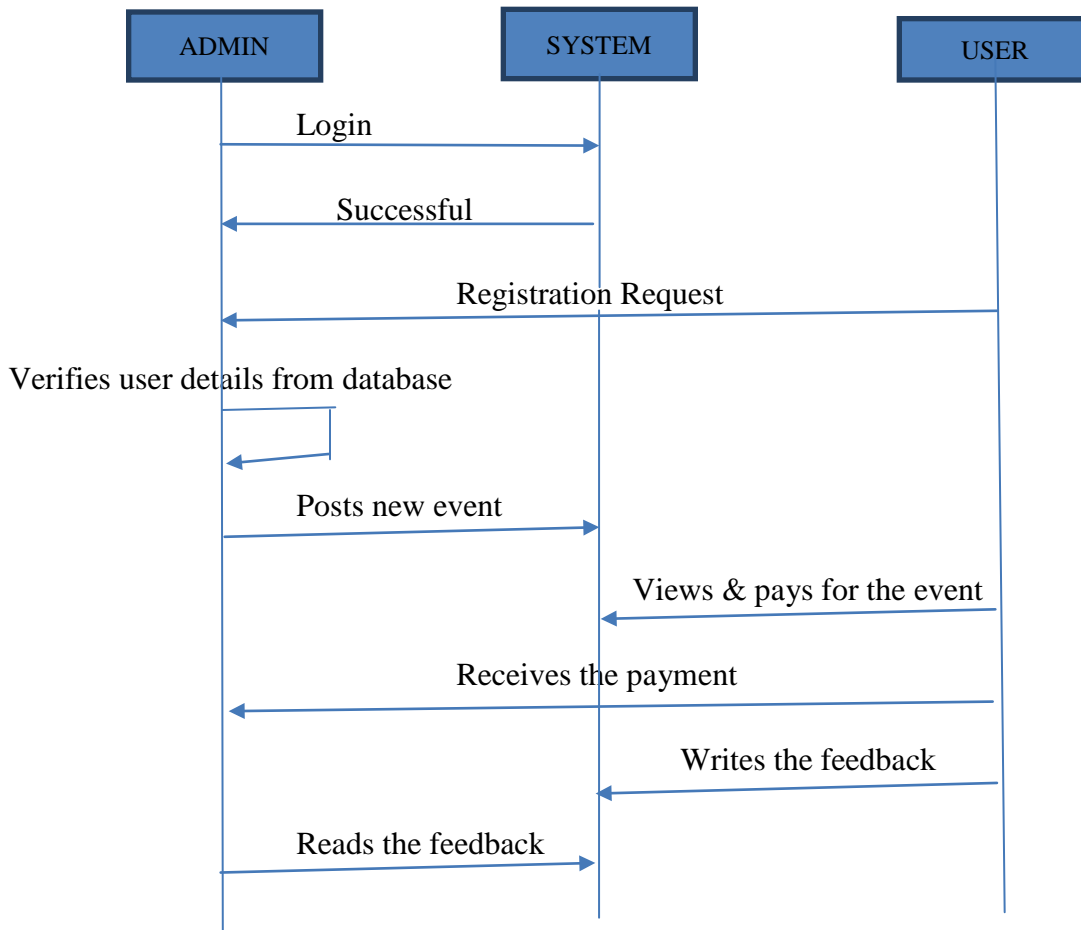 ADMIN
SYSTEM
USER
Login
Successful
Registration Request
Verifies user details from database
Posts new event
Views & pays for the event
Receives the payment
Writes the feedback
Reads the feedback